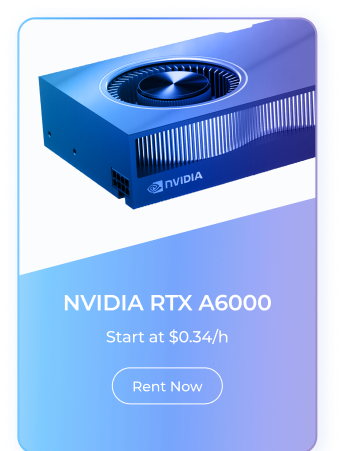 NVIDIA
NVIDIA RTX A6000
Start at $0.34/h
Rent Now